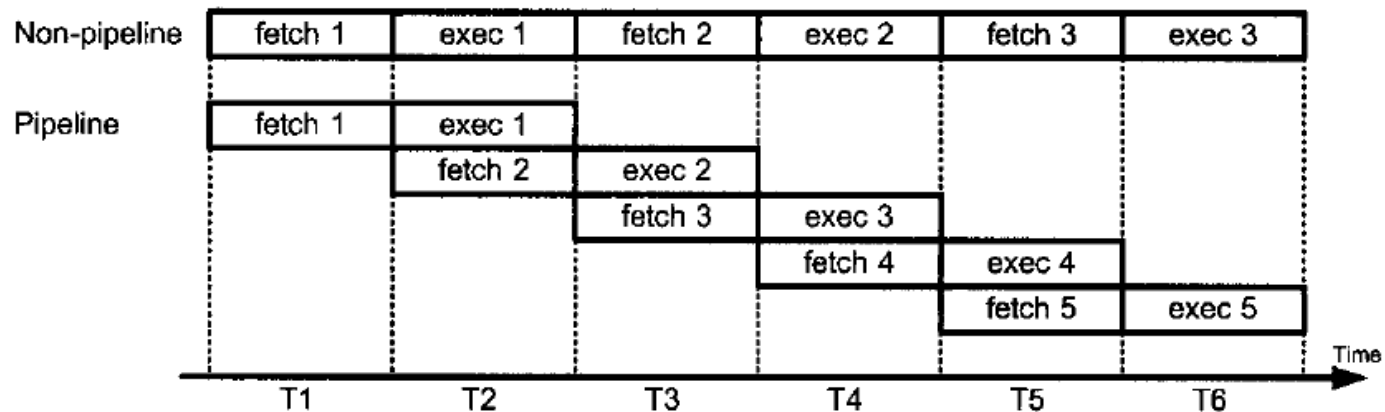 Non-pipeline fetch 1 exec 1 fetch 2 exec 2 fetch 3 exec 3
Pipeline fetch 1 exec 1
fetch 2 exec 2
fetch 3 exec 3
fetch 4 exec 4
fetch 5 exec 5
Time
T1 T2 T3 T4 T5 T6